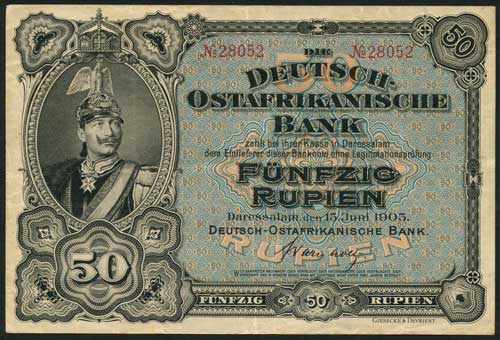 50
№28052 DIE №28052
DEUTSCH-
OSTAFRIKANISCHE
BANK
zahlt bei ihrer Kasse in Daressalam
dem Einlieferer dieser Banknote ohne Legitimationsprüfung
FÜNFZIG
RUPIEN
Daressalam den 15. Juni 1905.
DEUTSCH-OSTAFRIKANISCHE BANK.
50
RUPIEN
FÜNFZIG 50 RUPIEN
GIESECKE & DEVRIENT